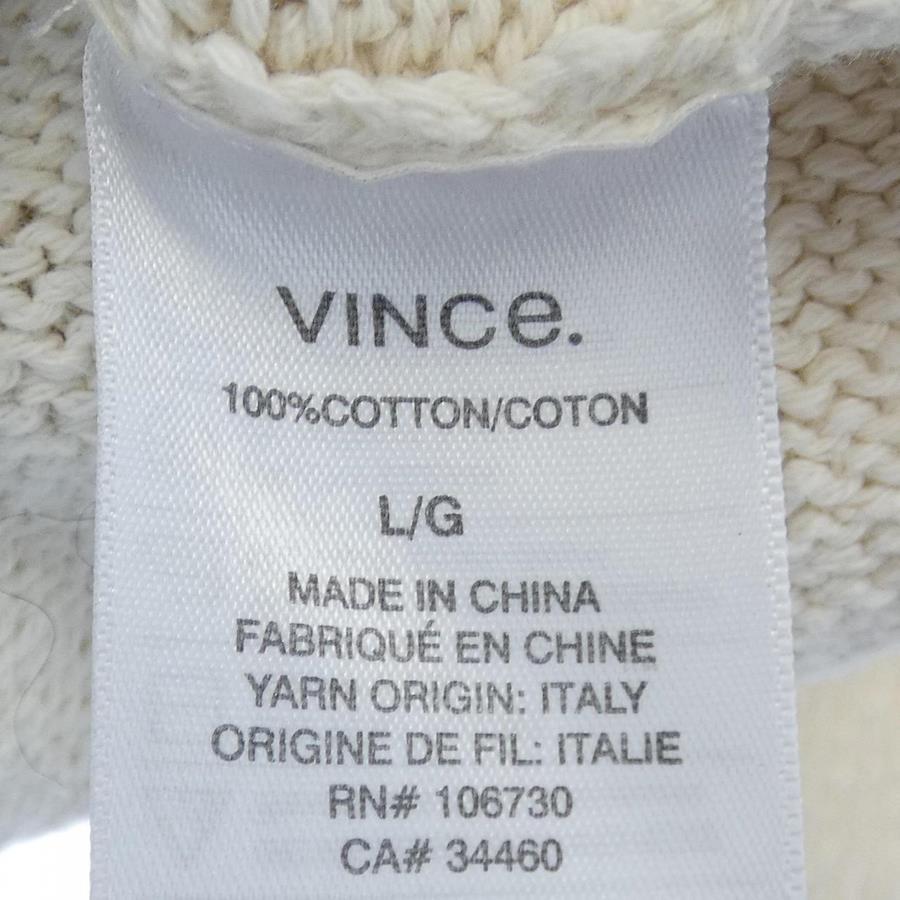 VINCe.
100%COTTON/COTON
L/G
MADE IN CHINA
FABRIQUÉ EN CHINE
YARN ORIGIN: ITALY
ORIGINE DE FIL: ITALIE
RN# 106730
CA# 34460